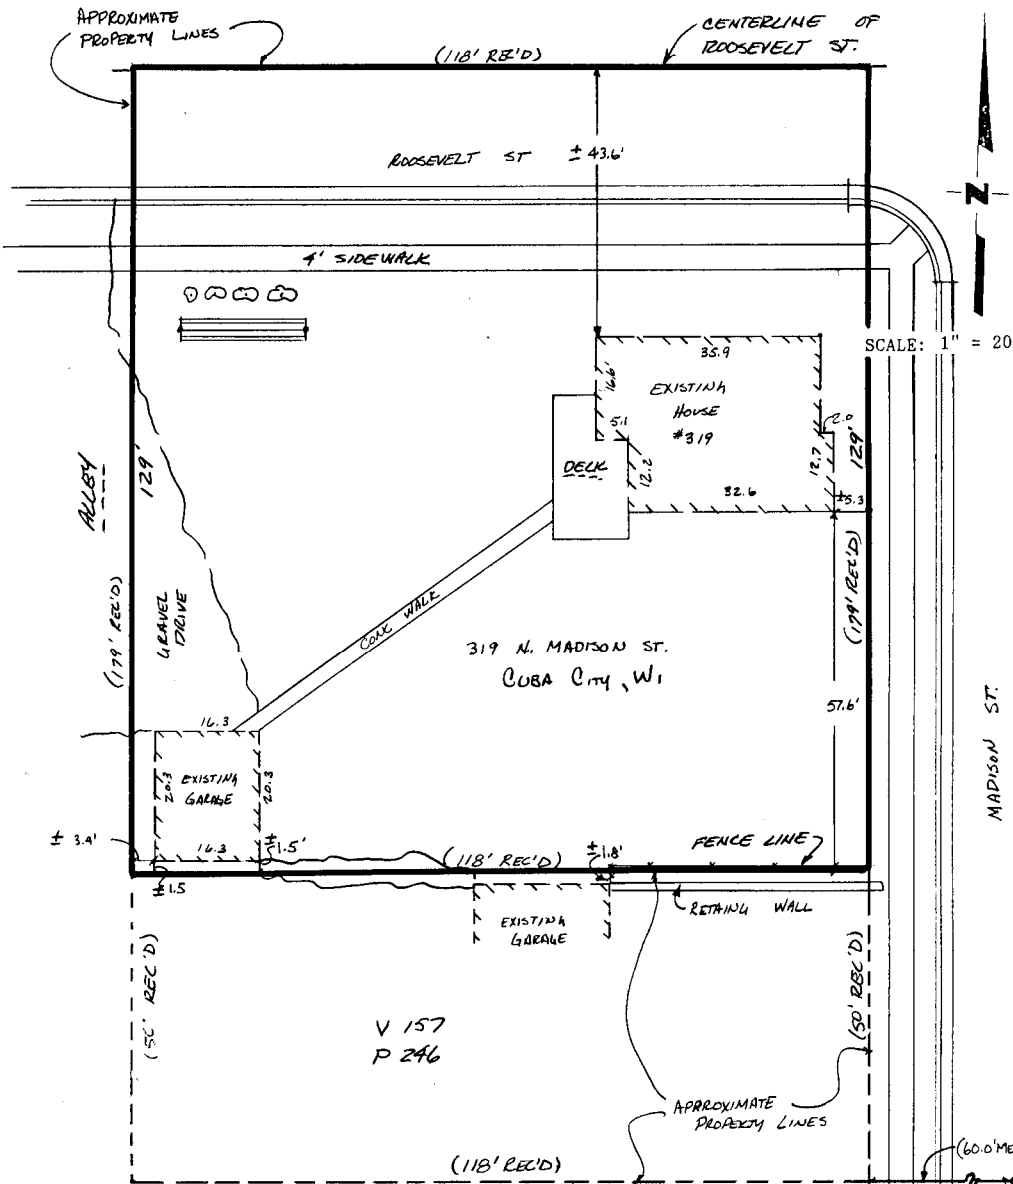 APPROXIMATE
PROPERTY LINES
(118' REC'D)
CENTERLINE OF
ROOSEVELT ST.
ROOSEVELT ST ± 43.6'
N
4' SIDEWALK
SCALE: 1" = 20
35.9
16.6'
EXISTING
HOUSE
#319
5.1
2.0
DECK
12.2
12.7
129'
32.6
±5.3
ALLEY
129'
(179' REC'D)
(179' REC'D)
GRAVEL
DRIVE
CONC WALK
319 N. MADISON ST.
CUBA CITY, WI
57.6'
MADISON ST.
16.3
20.3
EXISTING
GARAGE
20.3
16.3
± 3.4'
±1.5'
±1.5
(118' REC'D)
±1.8'
FENCE LINE
RETAING WALL
EXISTING
GARAGE
(50' REC'D)
(50' REC'D)
V 157
P 246
APPROXIMATE
PROPERTY LINES
(118' REC'D)
(60.0' ME